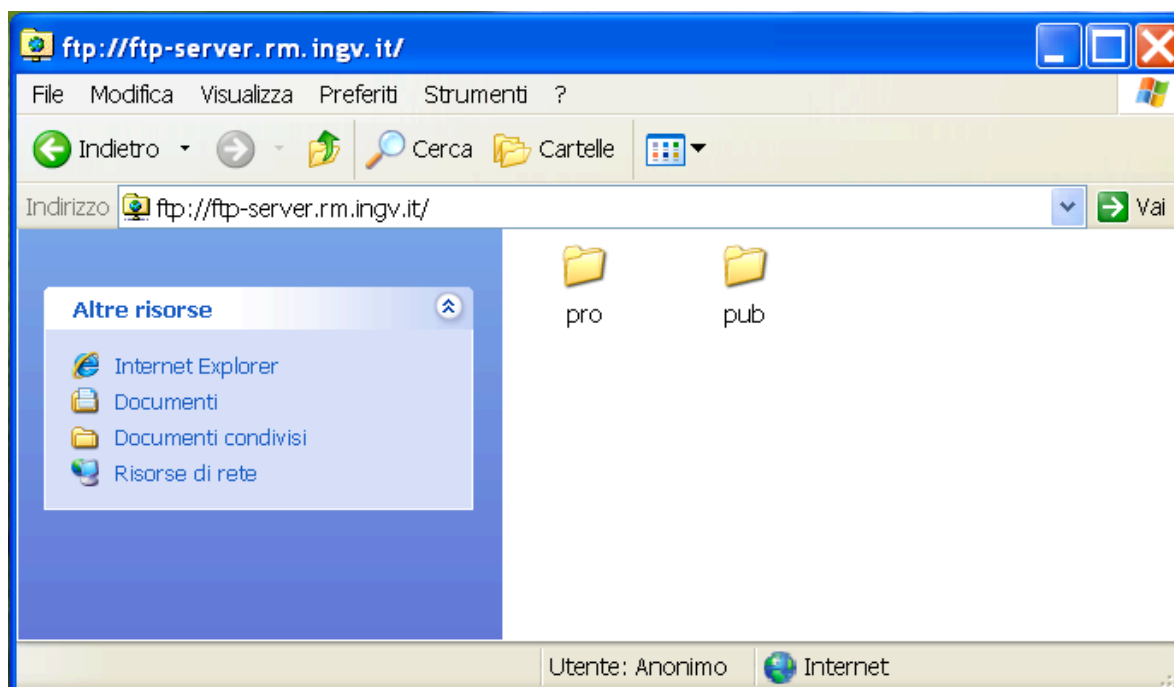 ftp://ftp-server.rm.ingv.it/
File Modifica Visualizza Preferiti Strumenti ?
Indietro Cerca Cartelle
Indirizzo ftp://ftp-server.rm.ingv.it/ Vai
Altre risorse
Internet Explorer
Documenti
Documenti condivisi
Risorse di rete
pro pub
Utente: Anonimo Internet